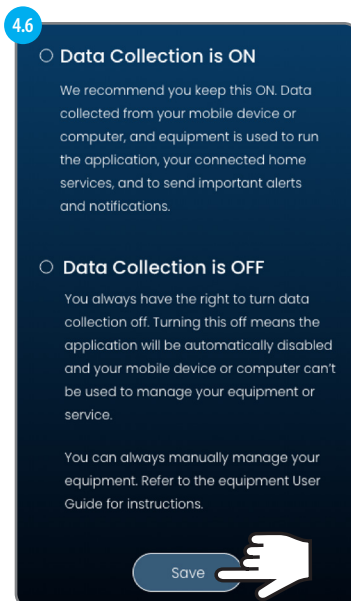 4.6
Data Collection is ON
We recommend you keep this ON. Data
collected from your mobile device or
computer, and equipment is used to run
the application, your connected home
services, and to send important alerts
and notifications.
Data Collection is OFF
You always have the right to turn data
collection off. Turning this off means the
application will be automatically disabled
and your mobile device or computer can't
be used to manage your equipment or
service.
You can always manually manage your
equipment. Refer to the equipment User
Guide for instructions.
Save